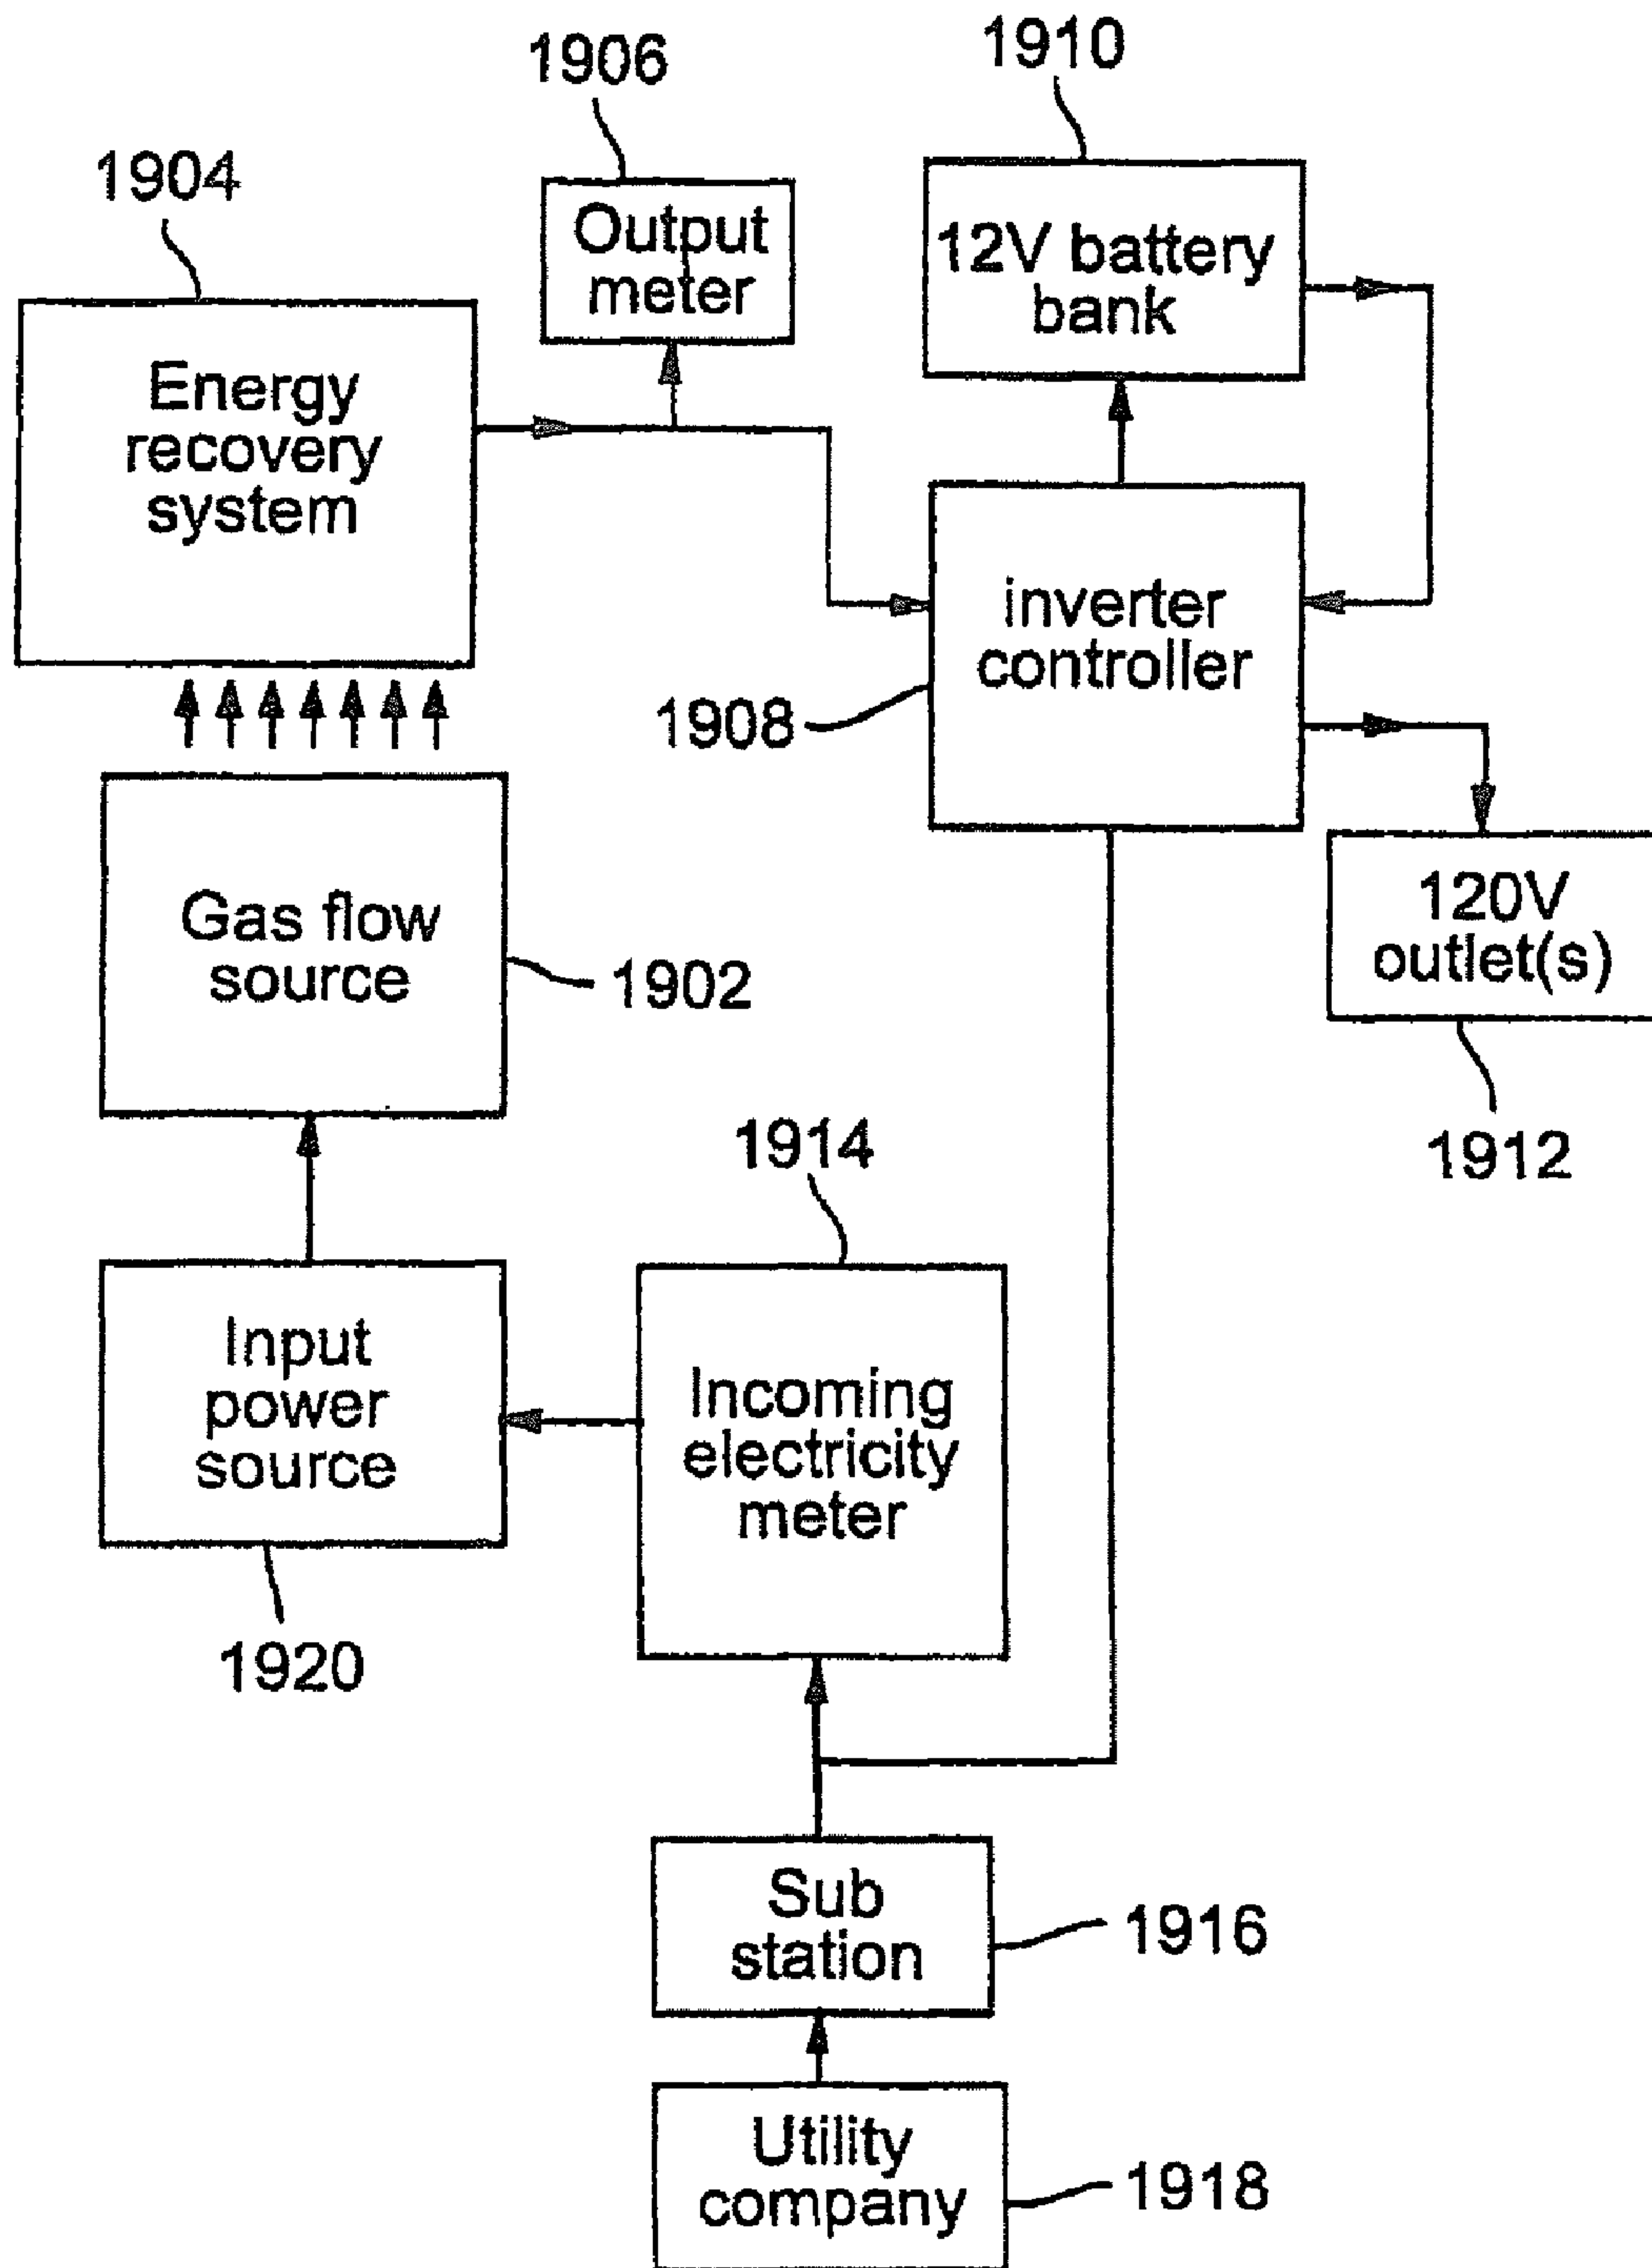 1910
1906
1904
Output
meter
12V battery
bank
Energy
recovery
system
inverter
controller
1908
Gas flow
source
1902
120V
outlet(s)
1912
1914
Input
power
source
Incoming
electricity
meter
1920
Sub
station
1916
Utility
company
1918